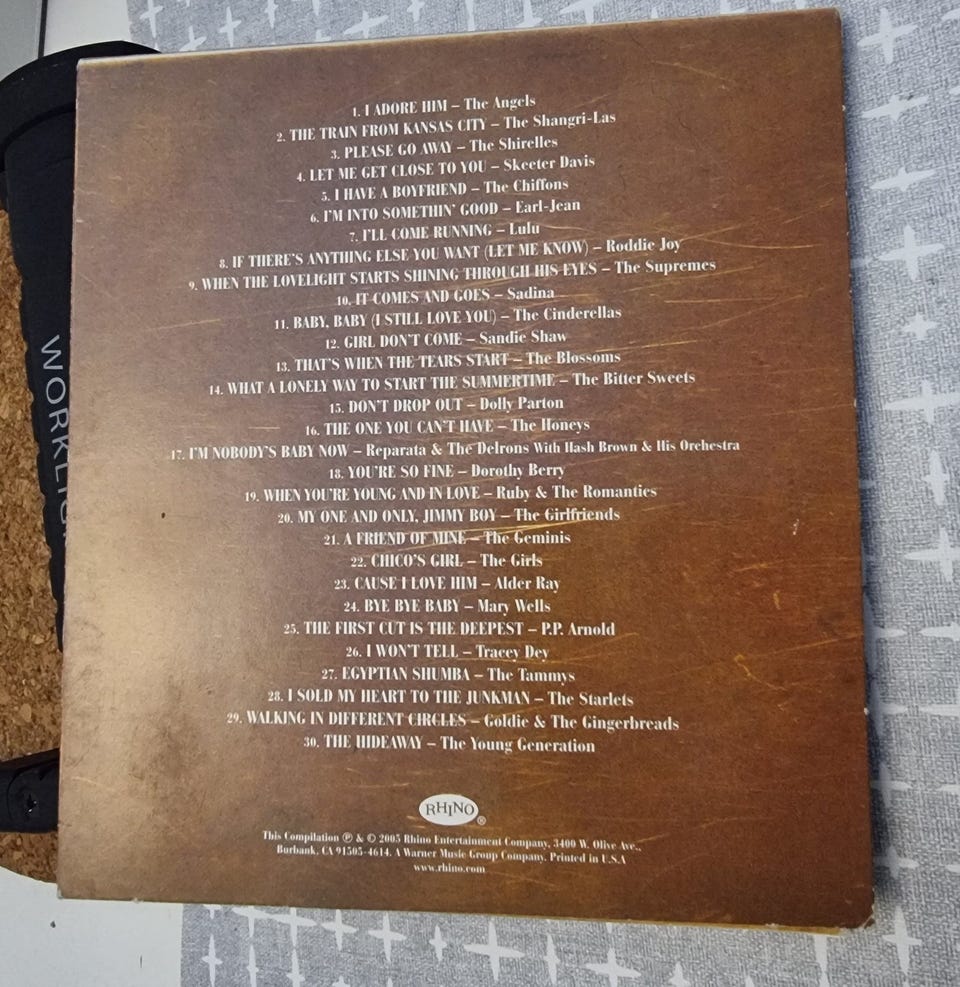 1. I ADORE HIM – The Angels
2. THE TRAIN FROM KANSAS CITY – The Shangri-Las
3. PLEASE GO AWAY – The Shirelles
4. LET ME GET CLOSE TO YOU – Skeeter Davis
5. I HAVE A BOYFRIEND – The Chiffons
6. I'M INTO SOMETHIN' GOOD – Earl-Jean
7. I'LL COME RUNNING – Lulu
8. IF THERE'S ANYTHING ELSE YOU WANT (LET ME KNOW) – Roddie Joy
9. WHEN THE LOVELIGHT STARTS SHINING THROUGH HIS EYES – The Supremes
10. IT COMES AND GOES – Sadina
11. BABY, BABY (I STILL LOVE YOU) – The Cinderellas
12. GIRL DON'T COME – Sandie Shaw
13. THAT'S WHEN THE TEARS START – The Blossoms
14. WHAT A LONELY WAY TO START THE SUMMERTIME – The Bitter Sweets
15. DON'T DROP OUT – Dolly Parton
16. THE ONE YOU CAN'T HAVE – The Honeys
17. I'M NOBODY'S BABY NOW – Reparata & The Delrons With Hash Brown & His Orchestra
18. YOU'RE SO FINE – Dorothy Berry
19. WHEN YOU'RE YOUNG AND IN LOVE – Ruby & The Romantics
20. MY ONE AND ONLY, JIMMY BOY – The Girlfriends
21. A FRIEND OF MINE – The Geminis
22. CHICO'S GIRL – The Girls
23. CAUSE I LOVE HIM – Alder Ray
24. BYE BYE BABY – Mary Wells
25. THE FIRST CUT IS THE DEEPEST – P.P. Arnold
26. I WON'T TELL – Tracey Dey
27. EGYPTIAN SHUMBA – The Tammys
28. I SOLD MY HEART TO THE JUNKMAN – The Starlets
29. WALKING IN DIFFERENT CIRCLES – Goldie & The Gingerbreads
30. THE HIDEAWAY – The Young Generation
RHINO®
This Compilation ℗ & © 2005 Rhino Entertainment Company, 3400 W. Olive Ave.,
Burbank, CA 91505-4614. A Warner Music Group Company. Printed in U.S.A
www.rhino.com
WORKLIG